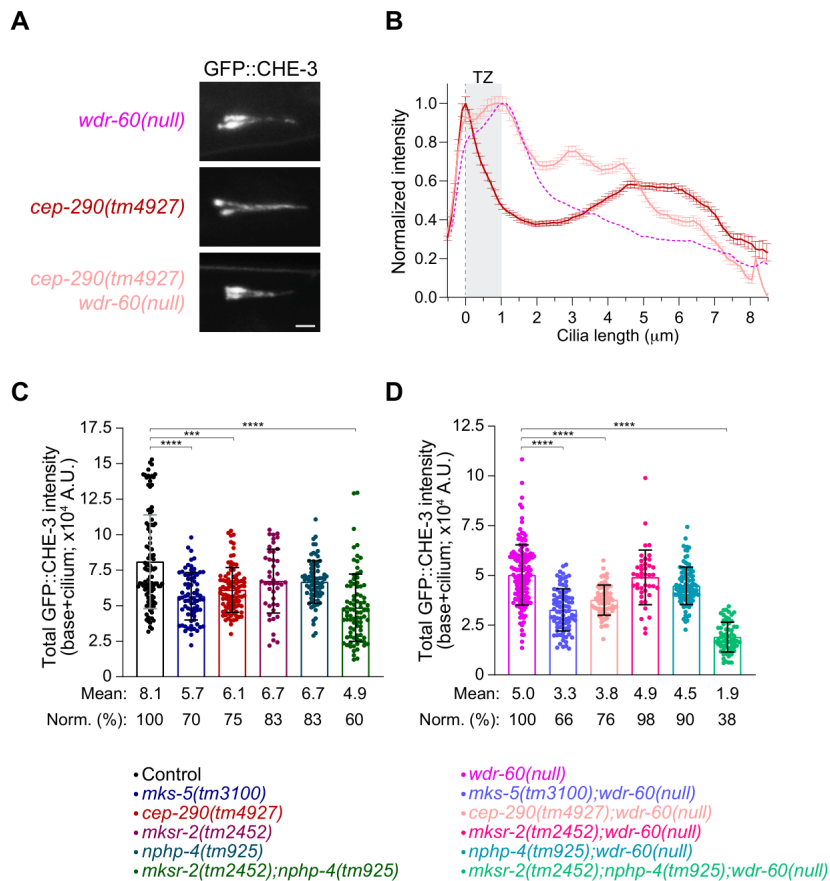 A
GFP::CHE-3
wdr-60(null)
cep-290(tm4927)
cep-290(tm4927)
wdr-60(null)
B
TZ
Normalized intensity
1.0
0.8
0.6
0.4
0.2
0.0
0 1 2 3 4 5 6 7 8
Cilia length (μm)
C
Total GFP::CHE-3 intensity
(base+cilium; x10⁴ A.U.)
17.5
15
12.5
10
7.5
5
2.5
0
****
***
****
Mean: 8.1 5.7 6.1 6.7 6.7 4.9
Norm. (%): 100 70 75 83 83 60
• Control
• mks-5(tm3100)
• cep-290(tm4927)
• mksr-2(tm2452)
• nphp-4(tm925)
• mksr-2(tm2452);nphp-4(tm925)
D
Total GFP::CHE-3 intensity
(base+cilium; x10⁴ A.U.)
12.5
10
7.5
5
2.5
0
****
****
****
Mean: 5.0 3.3 3.8 4.9 4.5 1.9
Norm. (%): 100 66 76 98 90 38
• wdr-60(null)
• mks-5(tm3100);wdr-60(null)
• cep-290(tm4927);wdr-60(null)
• mksr-2(tm2452);wdr-60(null)
• nphp-4(tm925);wdr-60(null)
• mksr-2(tm2452);nphp-4(tm925);wdr-60(null)